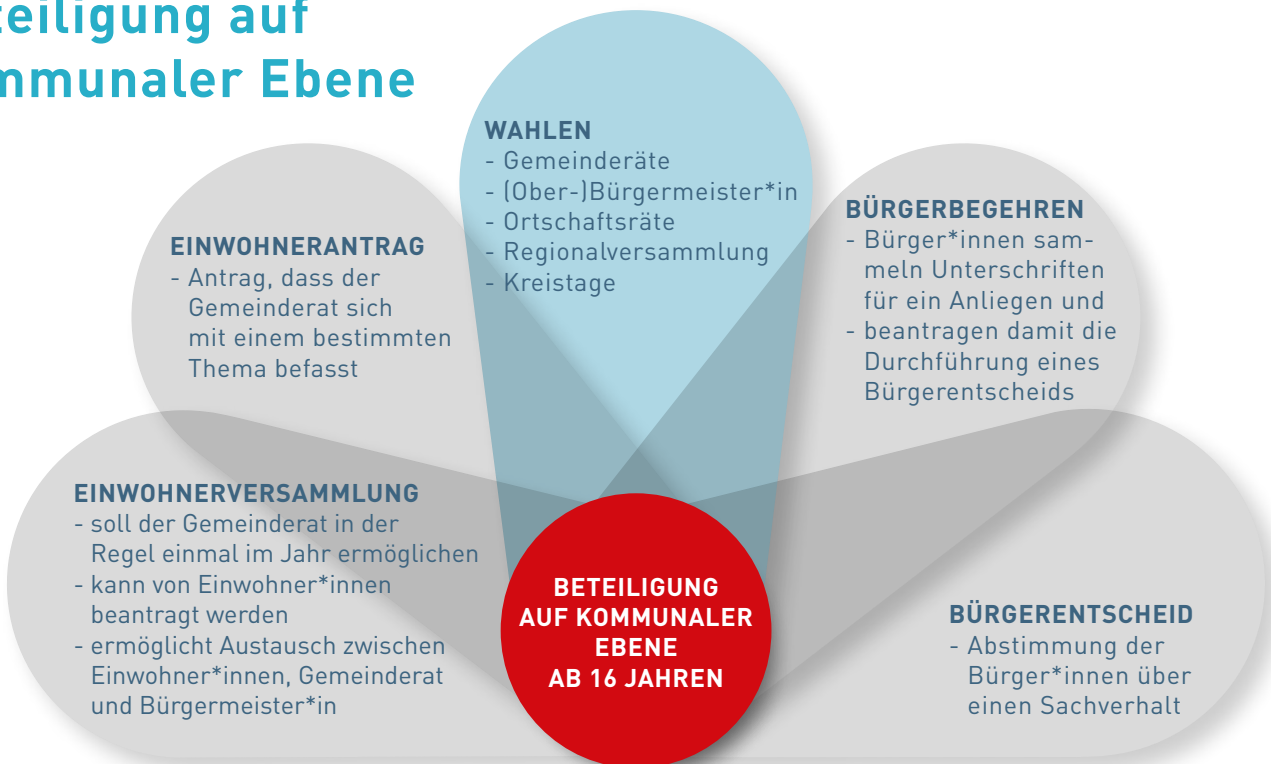 teiligung auf
mmunaler Ebene
WAHLEN
- Gemeinderäte
- (Ober-)Bürgermeister*in
- Ortschaftsräte
- Regionalversammlung
- Kreistage
EINWOHNERANTRAG
- Antrag, dass der
Gemeinderat sich
mit einem bestimmten
Thema befasst
BÜRGERBEGEHREN
- Bürger*innen sam-
meln Unterschriften
für ein Anliegen und
- beantragen damit die
Durchführung eines
Bürgerentscheids
EINWOHNERVERSAMMLUNG
- soll der Gemeinderat in der
Regel einmal im Jahr ermöglichen
- kann von Einwohner*innen
beantragt werden
- ermöglicht Austausch zwischen
Einwohner*innen, Gemeinderat
und Bürgermeister*in
BETEILIGUNG
AUF KOMMUNALER
EBENE
AB 16 JAHREN
BÜRGERENTSCHEID
- Abstimmung der
Bürger*innen über
einen Sachverhalt